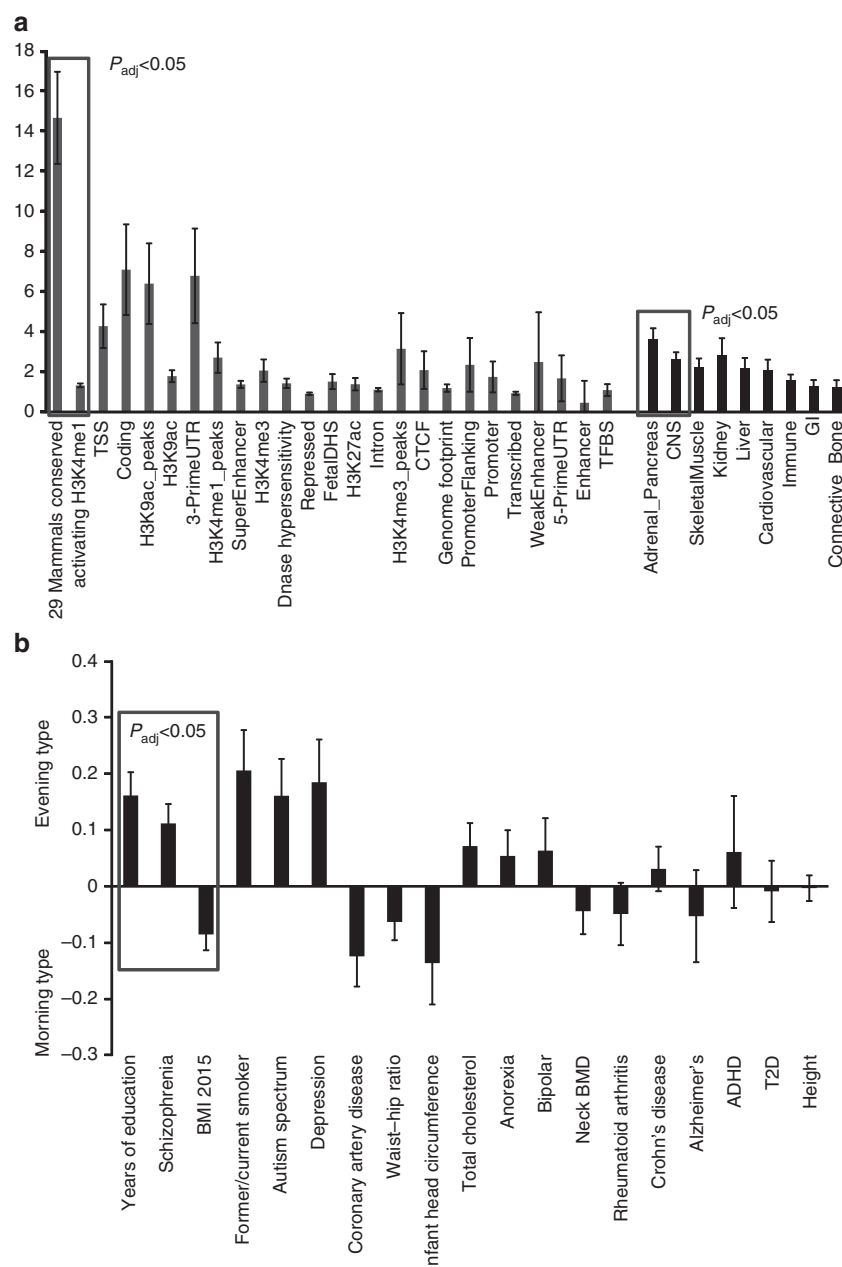 a
18
16
14
12
10
8
6
4
2
0
Padj<0.05
Padj<0.05
29 Mammals conserved
activating H3K4me1
TSS
Coding
H3K9ac_peaks
H3K9ac
3-PrimeUTR
H3K4me1_peaks
SuperEnhancer
H3K4me3
Dnase hypersensitivity
Repressed
FetalDHS
H3K27ac
Intron
H3K4me3_peaks
CTCF
Genome footprint
PromoterFlanking
Promoter
Transcribed
WeakEnhancer
5-PrimeUTR
Enhancer
TFBS
Adrenal_Pancreas
CNS
SkeletalMuscle
Kidney
Liver
Cardiovascular
Immune
GI
Connective_Bone
b
Evening type
Morning type
0.4
0.3
0.2
0.1
0
−0.1
−0.2
−0.3
Padj<0.05
Years of education
Schizophrenia
BMI 2015
Former/current smoker
Autism spectrum
Depression
Coronary artery disease
Waist–hip ratio
nfant head circumference
Total cholesterol
Anorexia
Bipolar
Neck BMD
Rheumatoid arthritis
Crohn's disease
Alzheimer's
ADHD
T2D
Height